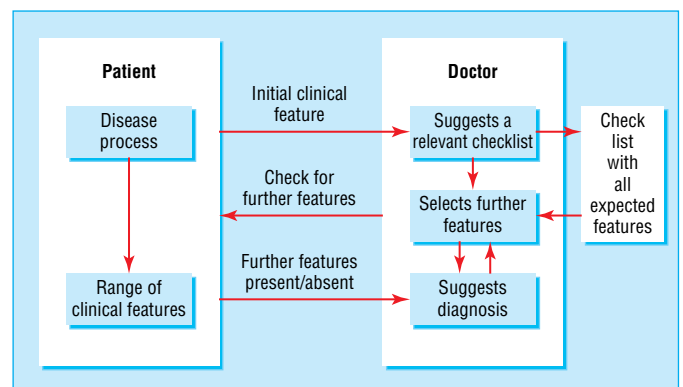 Patient
Doctor
Disease
process
Initial clinical
feature
Suggests a
relevant checklist
Check
list
with
all
expected
features
Check for
further features
Selects further
features
Range of
clinical features
Further features
present/absent
Suggests
diagnosis